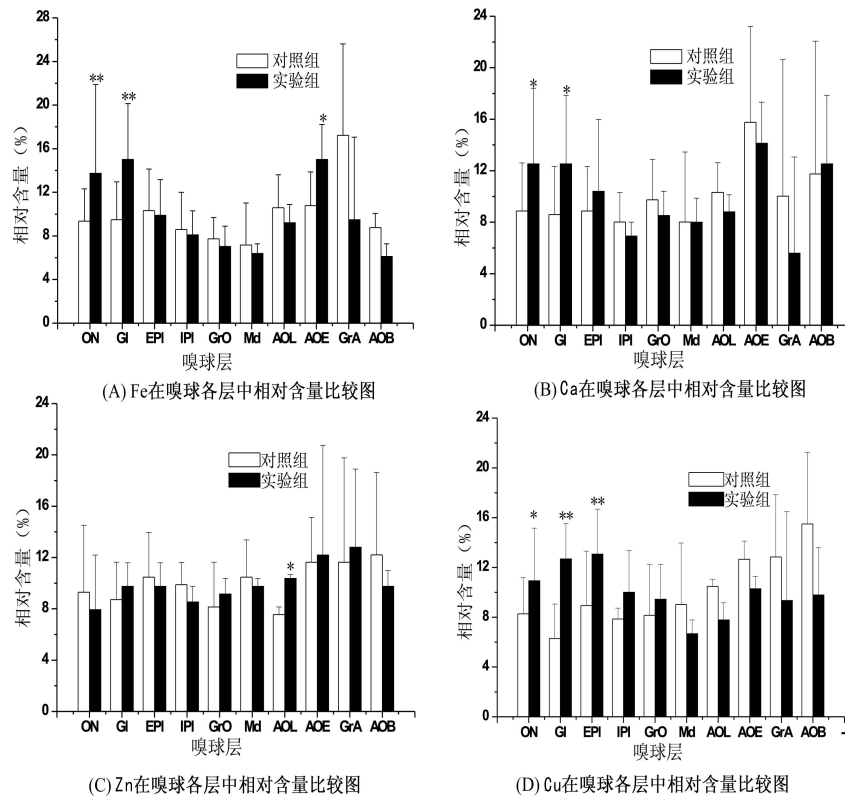 28
24
20
16
12
8
4
0
相对含量（%）
对照组
实验组
** ** *
ON GI EPI IPI GrO Md AOL AOE GrA AOB
嗅球层
(A) Fe在嗅球各层中相对含量比较图
24
20
16
12
8
4
0
相对含量（%）
对照组
实验组
* *
ON GI EPI IPI GrO Md AOL AOE GrA AOB
嗅球层
(B) Ca在嗅球各层中相对含量比较图
24
20
16
12
8
4
0
相对含量（%）
对照组
实验组
*
ON GI EPI IPI GrO Md AOL AOE GrA AOB
嗅球层
(C) Zn在嗅球各层中相对含量比较图
24
20
16
12
8
4
0
相对含量（%）
对照组
实验组
* ** **
ON GI EPI IPI GrO Md AOL AOE GrA AOB
嗅球层
(D) Cu在嗅球各层中相对含量比较图